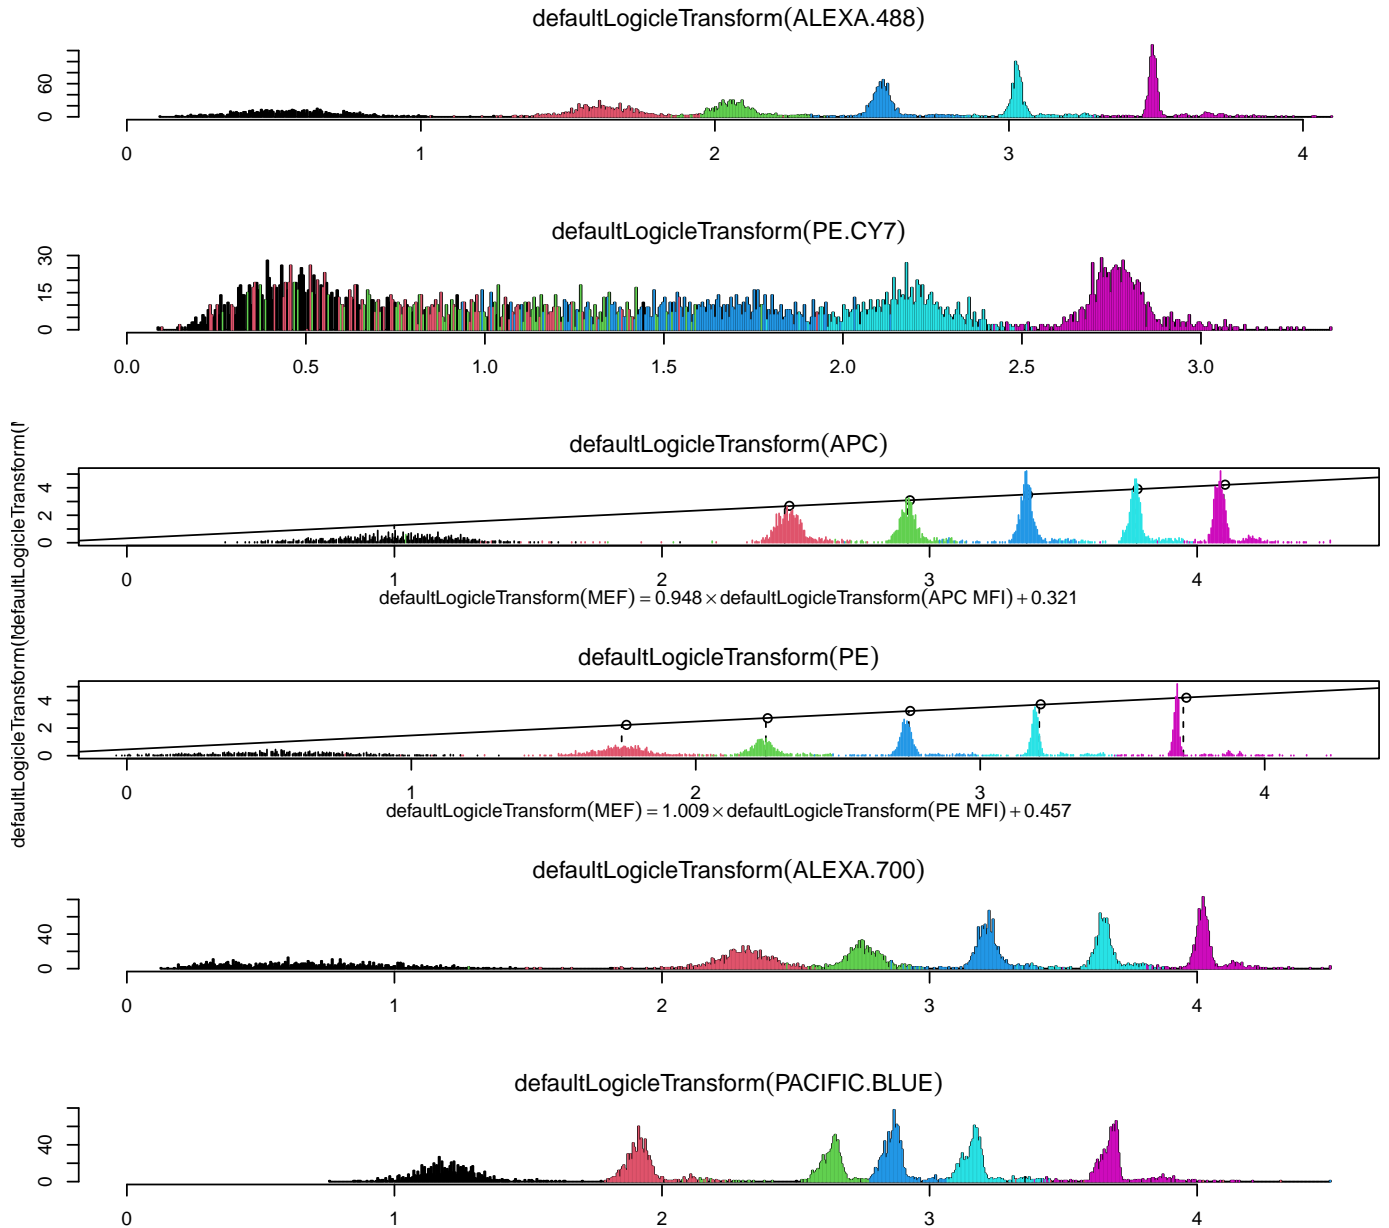 defaultLogicleTransform(ALEXA.488)
0 60
0 1 2 3 4
defaultLogicleTransform(PE.CY7)
0 15 30
0.0 0.5 1.0 1.5 2.0 2.5 3.0
defaultLogicleTransform(APC)
0 2 4
0 1 2 3 4
defaultLogicleTransform(MEF) = 0.948 × defaultLogicleTransform(APC MFI) + 0.321
defaultLogicleTransform(PE)
0 2 4
0 1 2 3 4
defaultLogicleTransform(MEF) = 1.009 × defaultLogicleTransform(PE MFI) + 0.457
defaultLogicleTransform(ALEXA.700)
0 40
0 1 2 3 4
defaultLogicleTransform(PACIFIC.BLUE)
0 40
0 1 2 3 4
defaultLogicleTransform(
defaultLogicleTransform(